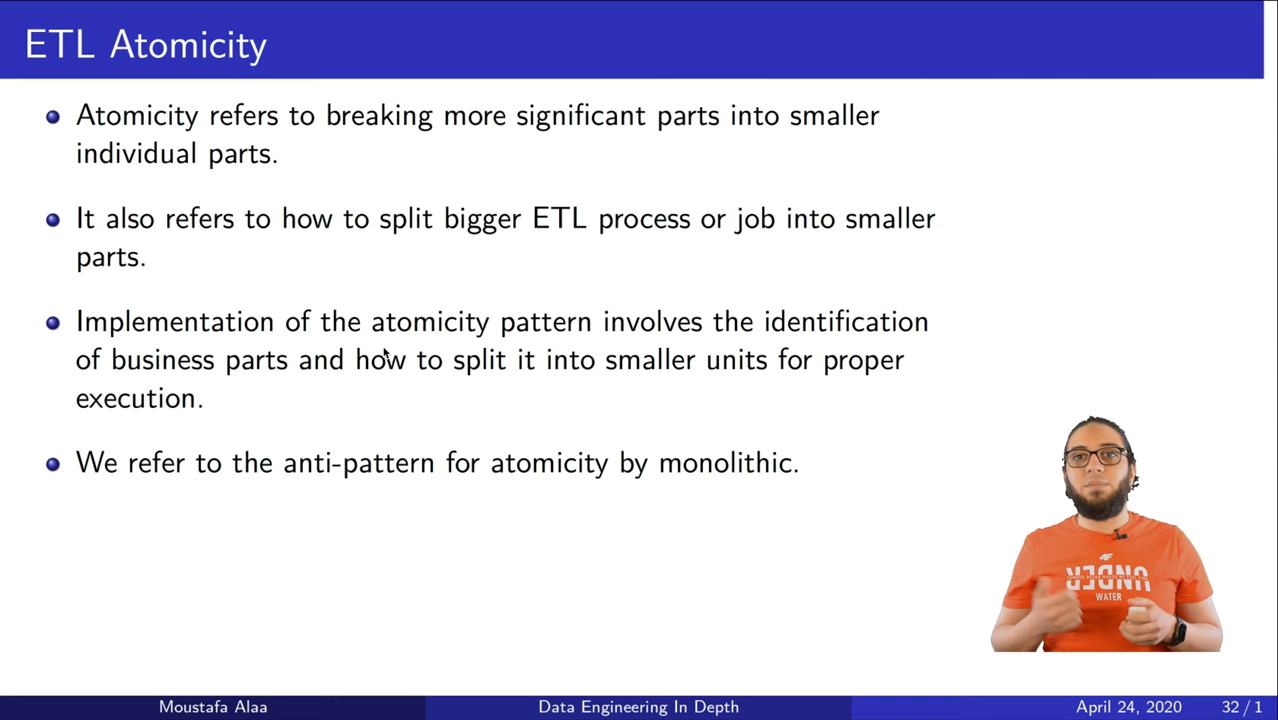 ETL Atomicity
Atomicity refers to breaking more significant parts into smaller
individual parts.
It also refers to how to split bigger ETL process or job into smaller
parts.
Implementation of the atomicity pattern involves the identification
of business parts and how to split it into smaller units for proper
execution.
We refer to the anti-pattern for atomicity by monolithic.
4F
UNDER
WATER
Moustafa Alaa
Data Engineering In Depth
April 24, 2020
32 / 1